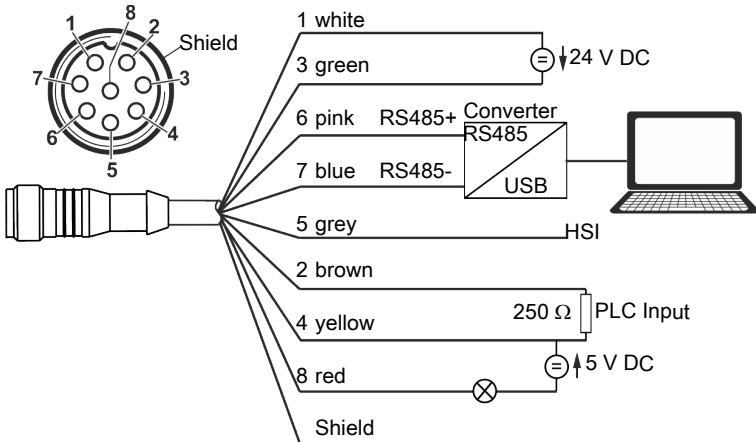 8
1
2
Shield
7
3
6
4
5
1 white
24 V DC
3 green
6 pink RS485+
Converter
RS485
7 blue RS485-
USB
5 grey
HSI
2 brown
250 Ω PLC Input
4 yellow
5 V DC
8 red
Shield